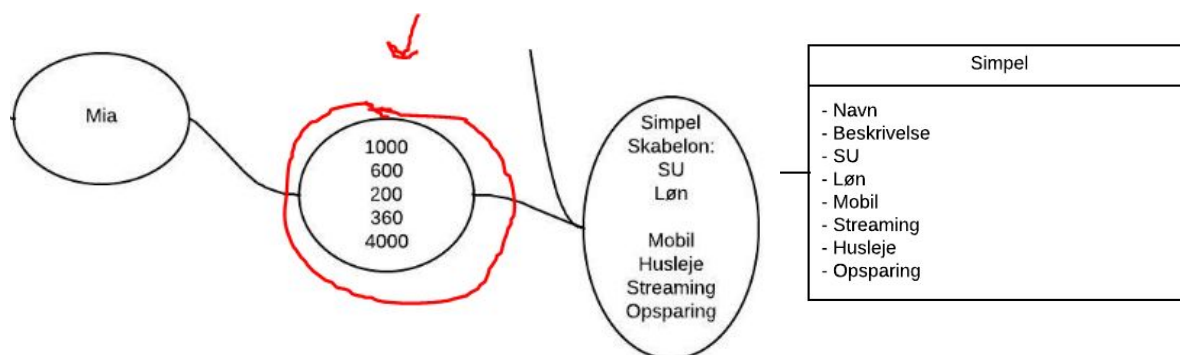 Mia
1000
600
200
360
4000
Simpel
Skabelon:
SU
Løn
Mobil
Husleje
Streaming
Opsparing
Simpel
- Navn
- Beskrivelse
- SU
- Løn
- Mobil
- Streaming
- Husleje
- Opsparing